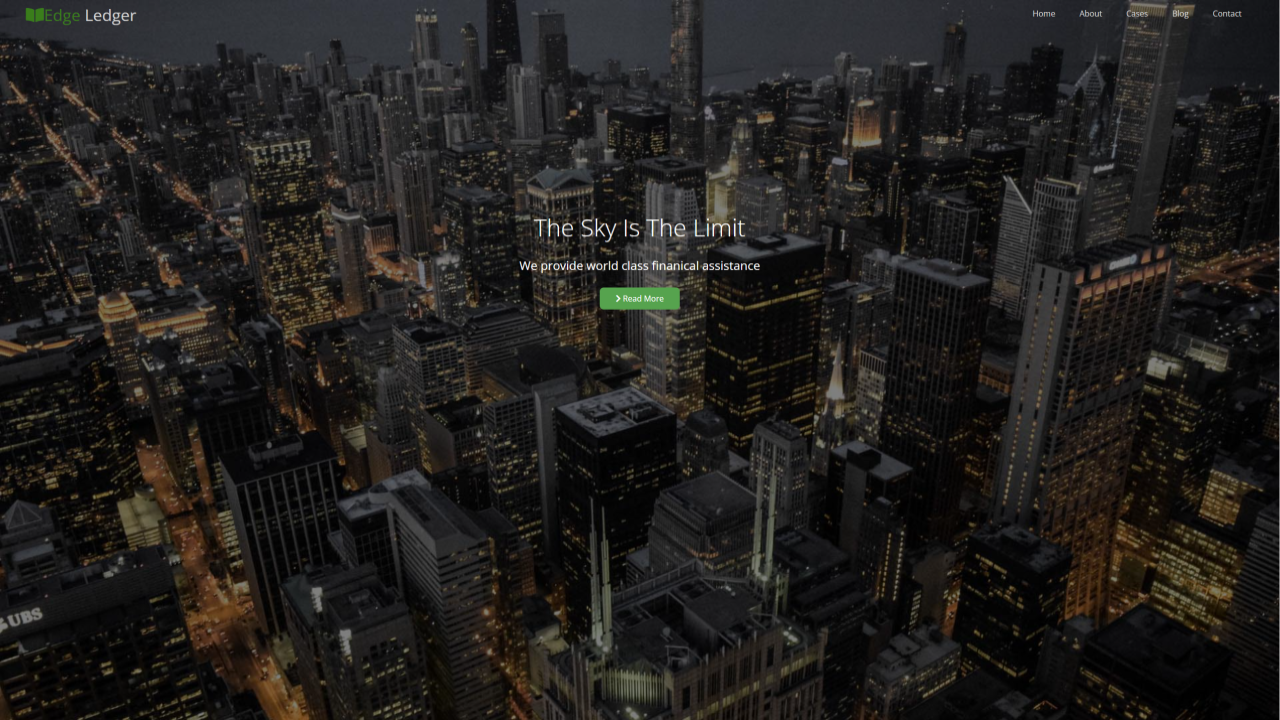 Edge Ledger
Home About Cases Blog Contact
The Sky Is The Limit
We provide world class finanical assistance
Read More
UBS